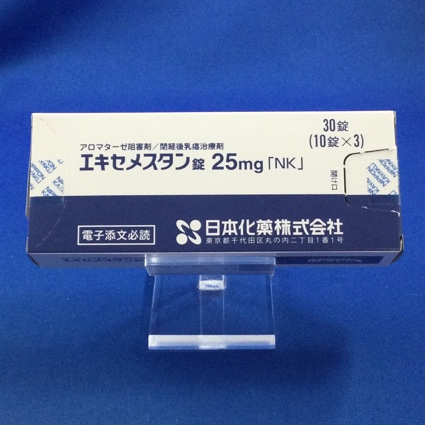 30錠
(10錠×3)
アロマターゼ阻害剤／閉経後乳癌治療剤
エキセメスタン錠 25mg「NK」
開け口
電子添文必読
日本化薬株式会社
東京都千代田区丸の内二丁目1番1号